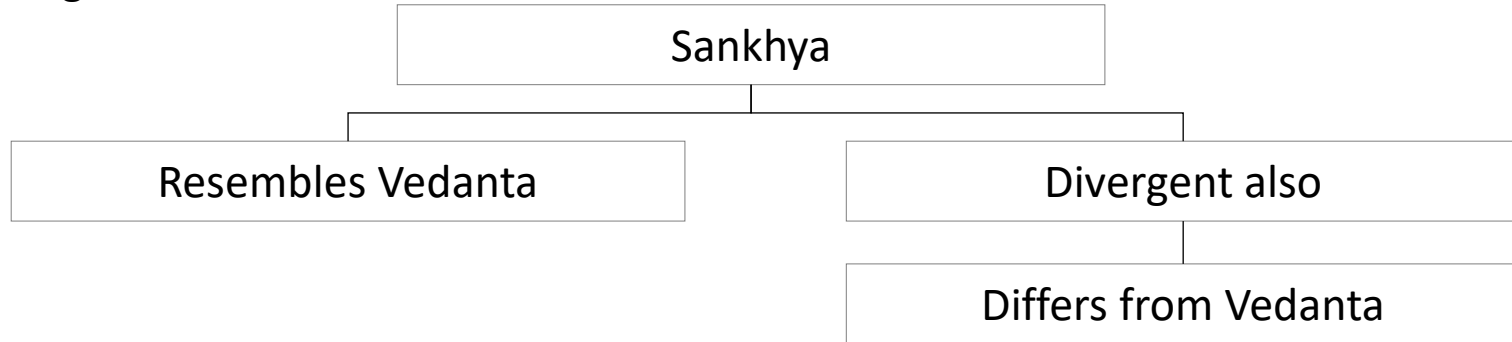 Sankhya
Resembles Vedanta
Divergent also
Differs from Vedanta